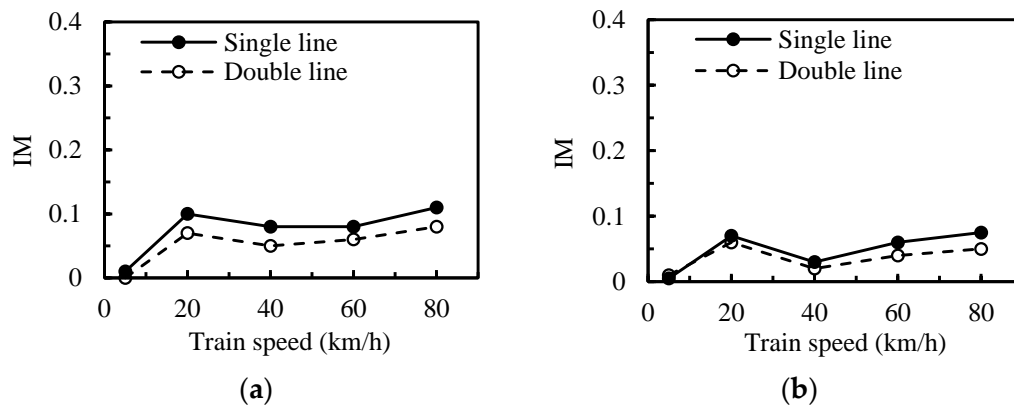 0.4
0.3
0.2
0.1
0
IM
Single line
Double line
0 20 40 60 80
Train speed (km/h)
(a)
0.4
0.3
0.2
0.1
0
IM
Single line
Double line
0 20 40 60 80
Train speed (km/h)
(b)